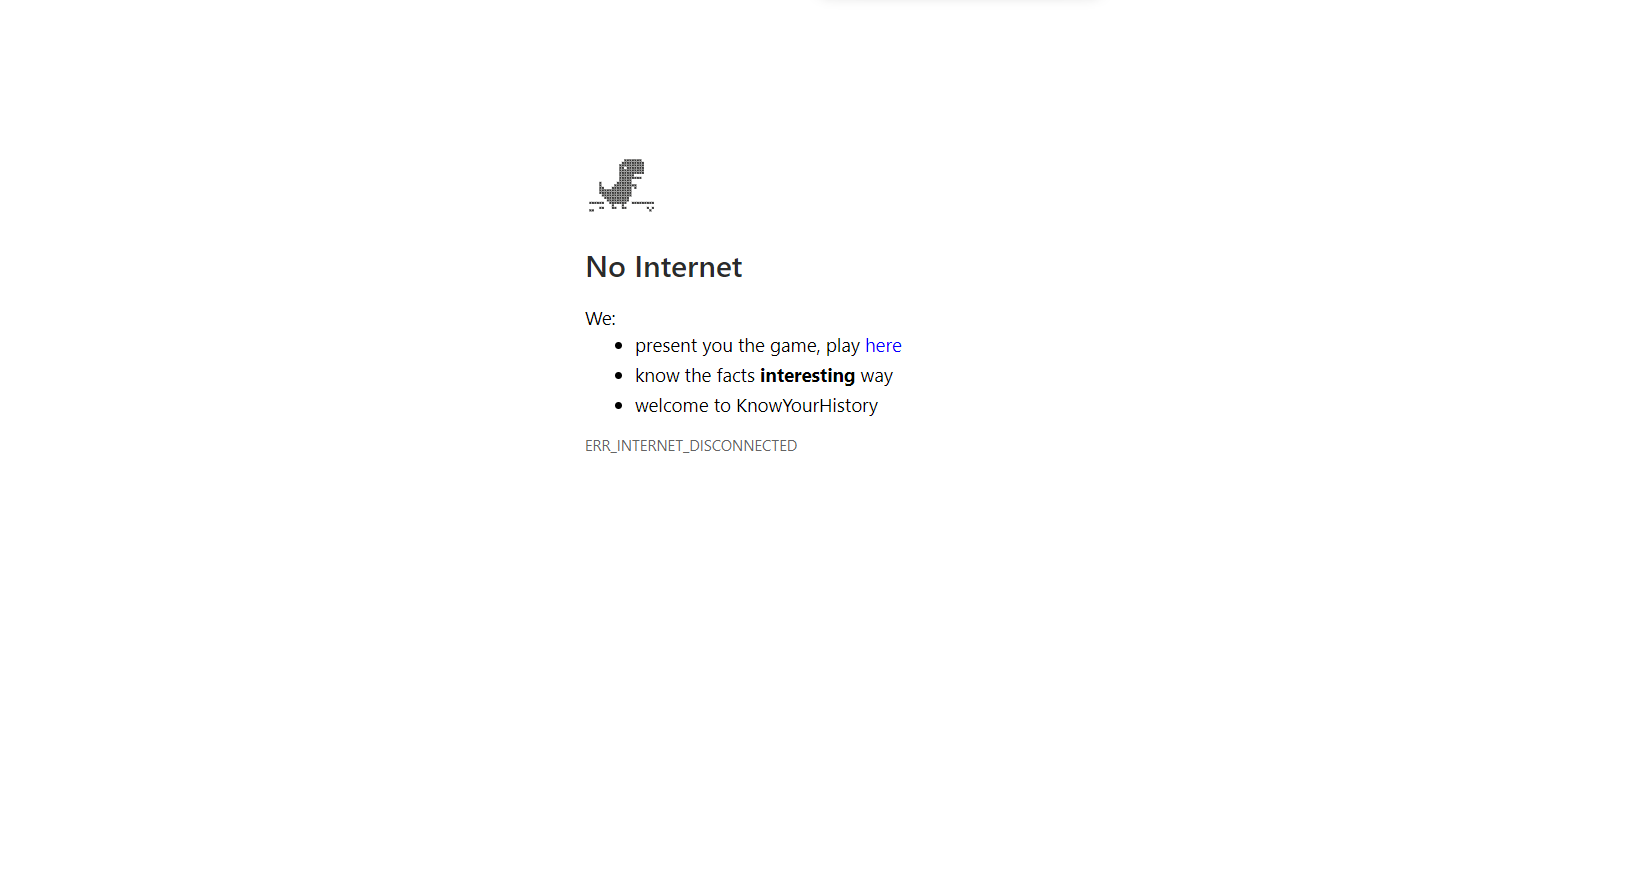 No Internet
We:
present you the game, play here
know the facts interesting way
welcome to KnowYourHistory
ERR_INTERNET_DISCONNECTED